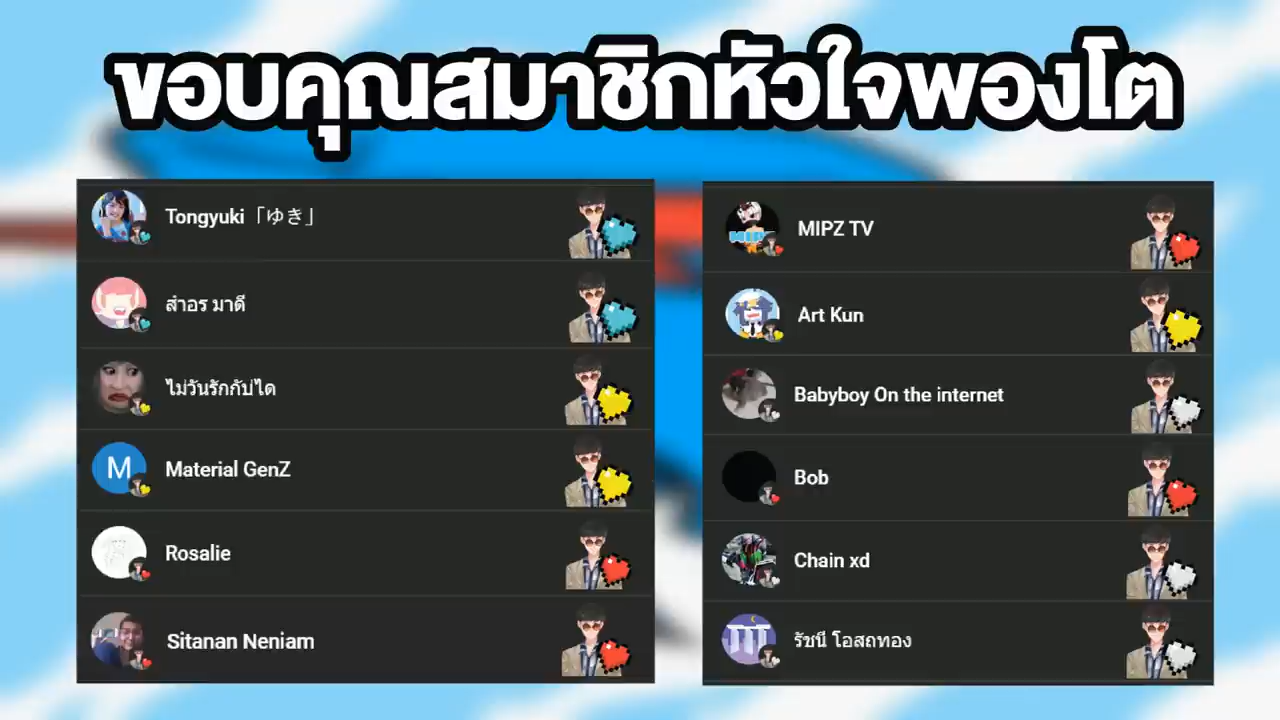 ขอบคุณสมาชิกหัวใจพองโต
Tongyuki「ゆき」
สำอร มาดี
ไม่วันรักกับได
Material GenZ
M
Rosalie
Sitanan Neniam
MIPZ TV
Art Kun
Babyboy On the internet
Bob
Chain xd
รัชนี โอสถทอง